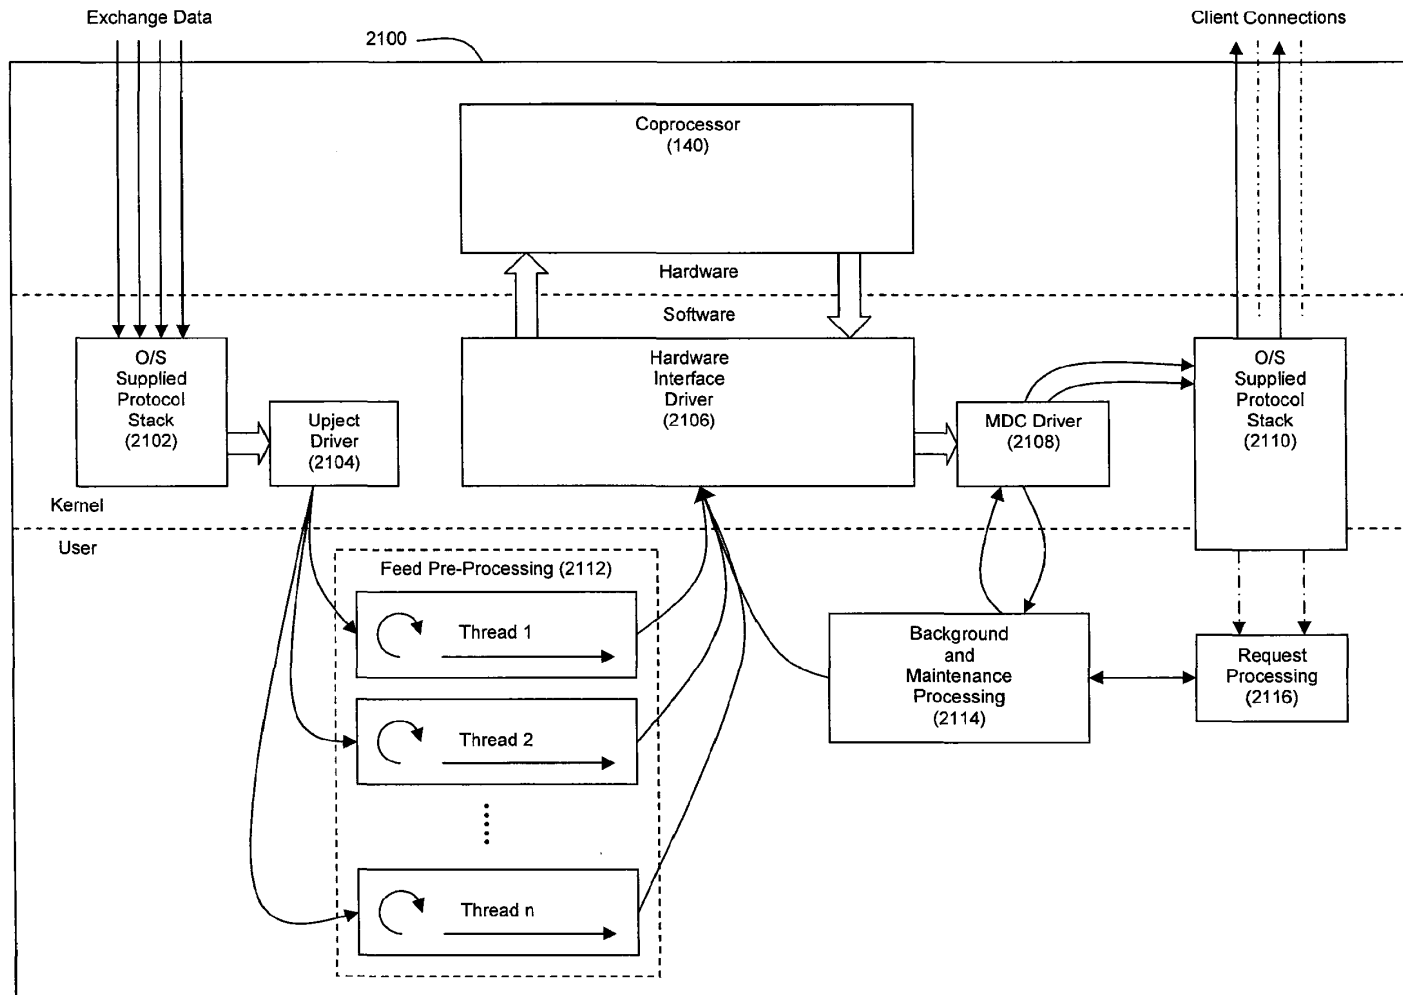 Exchange Data
Client Connections
2100
Coprocessor
(140)
Hardware
Software
O/S
Supplied
Protocol
Stack
(2102)
Upject
Driver
(2104)
Hardware
Interface
Driver
(2106)
MDC Driver
(2108)
O/S
Supplied
Protocol
Stack
(2110)
Kernel
User
Feed Pre-Processing (2112)
Thread 1
Thread 2
Thread n
Background
and
Maintenance
Processing
(2114)
Request
Processing
(2116)